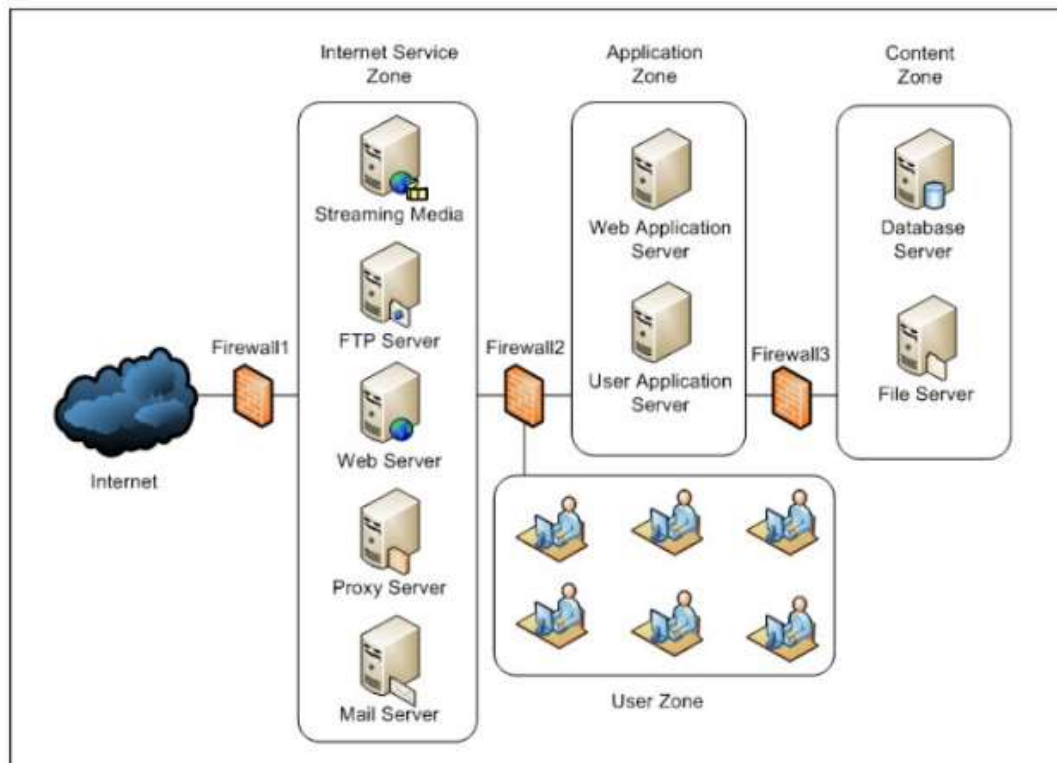 Internet Service
Zone
Application
Zone
Content
Zone
Streaming Media
Web Application
Server
Database
Server
Firewall1
FTP Server
Firewall2
User Application
Server
Firewall3
File Server
Internet
Web Server
Proxy Server
Mail Server
User Zone